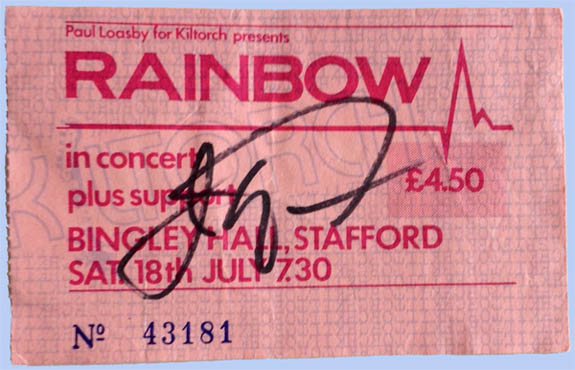 Paul Loasby for Kiltorch presents
RAINBOW
in concert
plus support
£4.50
BINGLEY HALL, STAFFORD
SAT. 18th JULY 7.30
Nº 43181